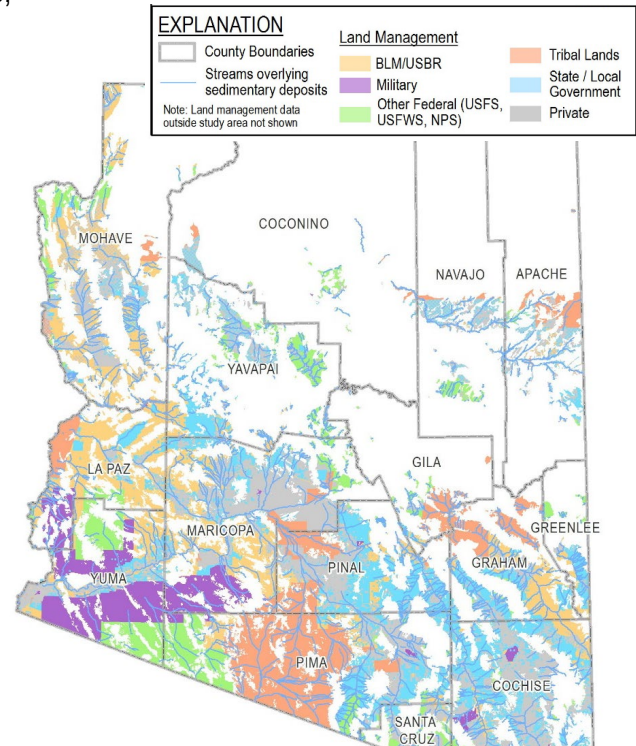 EXPLANATION
County Boundaries
Streams overlying
sedimentary deposits
Note: Land management data
outside study area not shown
Land Management
BLM/USBR
Military
Other Federal (USFS,
USFWS, NPS)
Tribal Lands
State / Local
Government
Private
COCONINO
MOHAVE
NAVAJO
APACHE
YAVAPAI
GILA
LA PAZ
MARICOPA
GREENLEE
GRAHAM
PINAL
YUMA
PIMA
COCHISE
SANTA
CRUZ